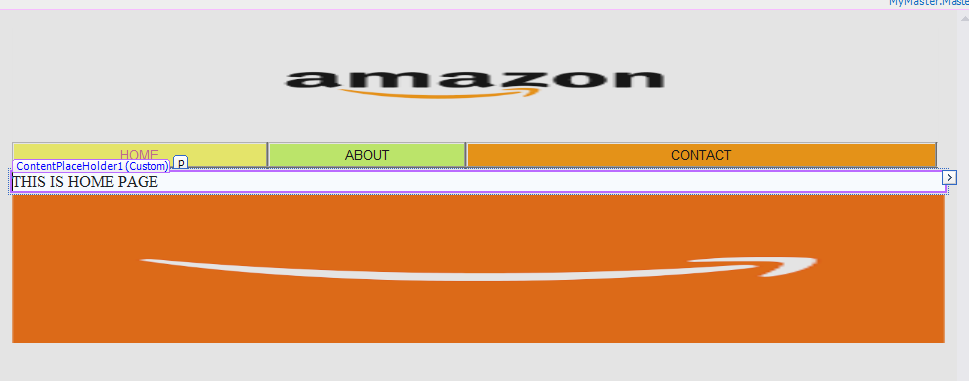 MyMaster.Maste
amazon
HOME ABOUT CONTACT
ContentPlaceHolder1 (Custom) p
THIS IS HOME PAGE